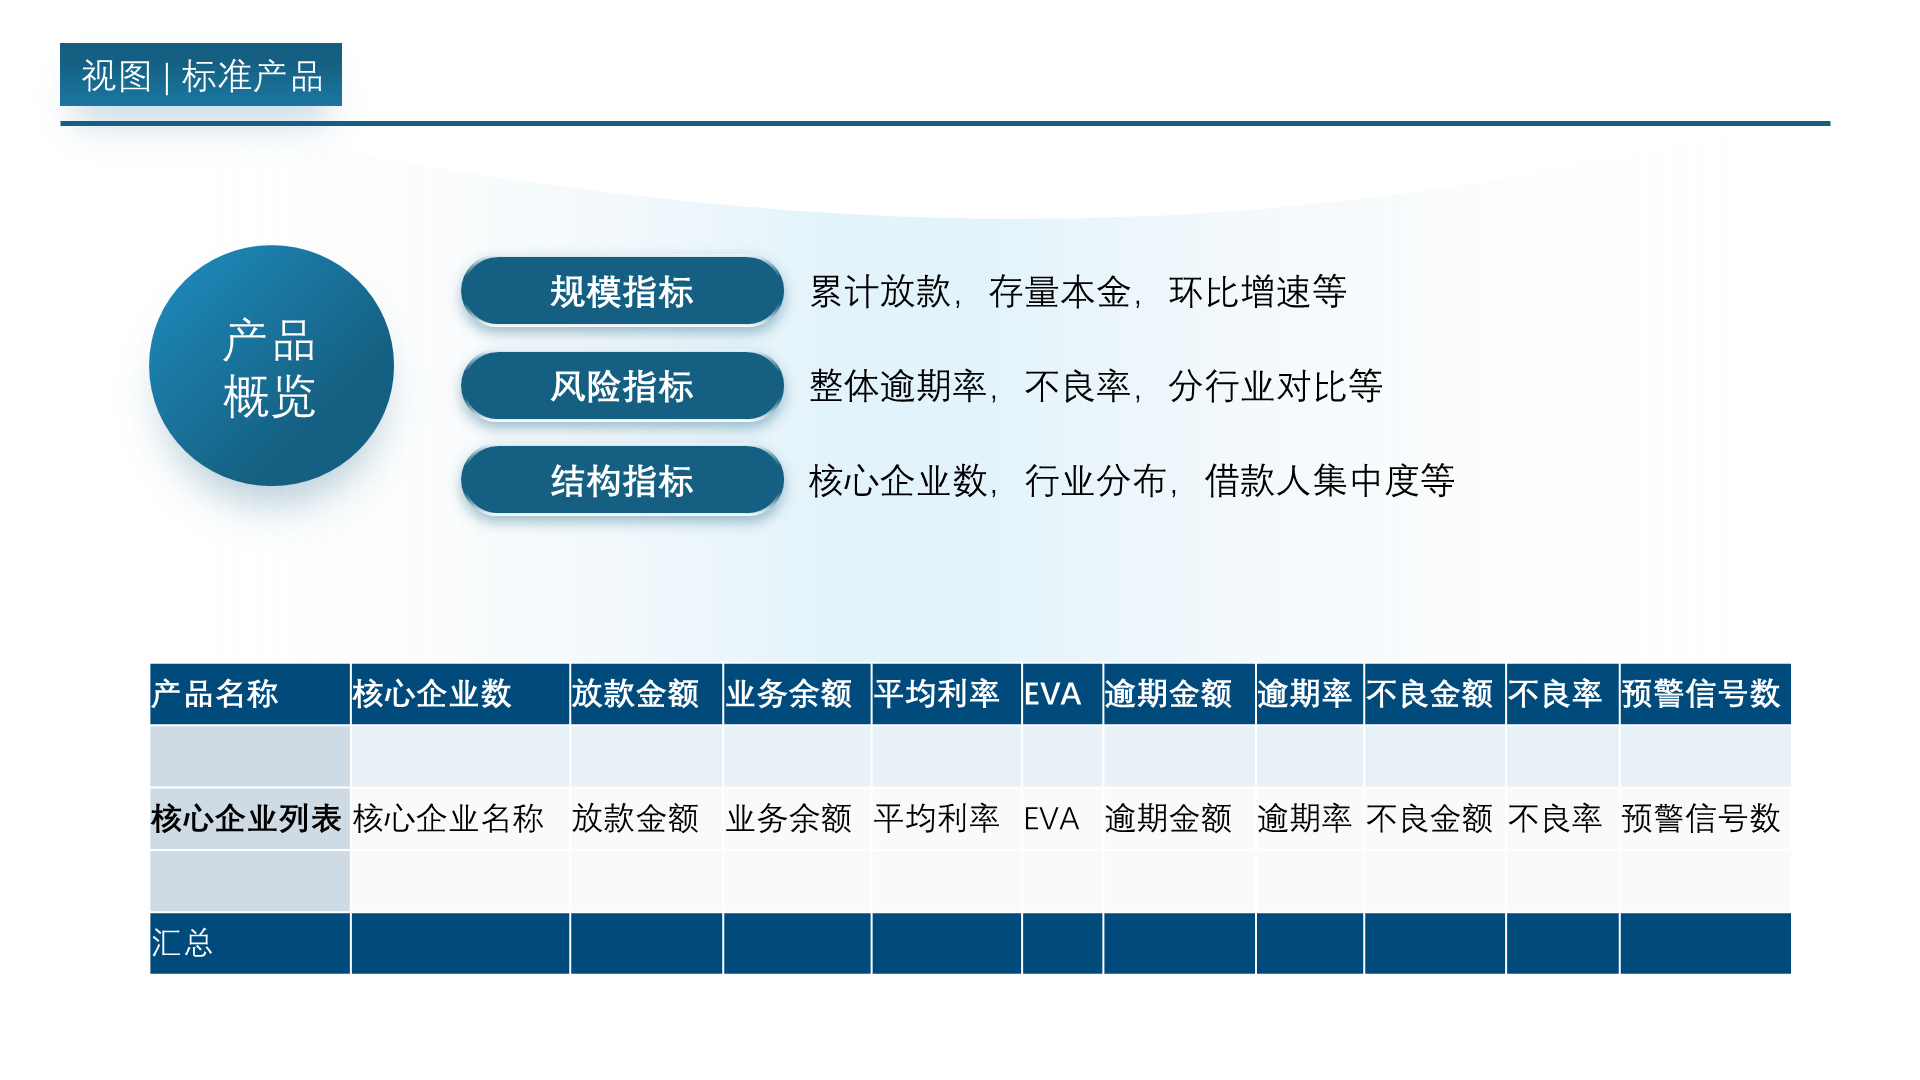 视图 | 标准产品
产品
概览
规模指标
累计放款，存量本金，环比增速等
风险指标
整体逾期率，不良率，分行业对比等
结构指标
核心企业数，行业分布，借款人集中度等
产品名称 核心企业数 放款金额 业务余额 平均利率 EVA 逾期金额 逾期率 不良金额 不良率 预警信号数
核心企业列表 核心企业名称 放款金额 业务余额 平均利率 EVA 逾期金额 逾期率 不良金额 不良率 预警信号数
汇总